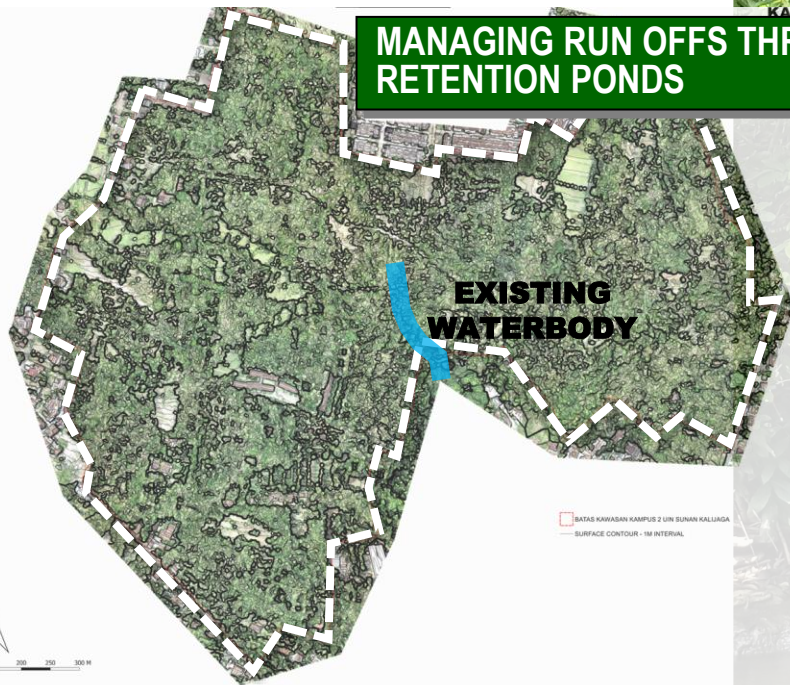 MANAGING RUN OFFS THR
RETENTION PONDS
EXISTING
WATERBODY
BATAS KAWASAN KAMPUS 2 UIN SUNAN KALIJAGA
SURFACE CONTOUR - 1M INTERVAL
200 250 300 M